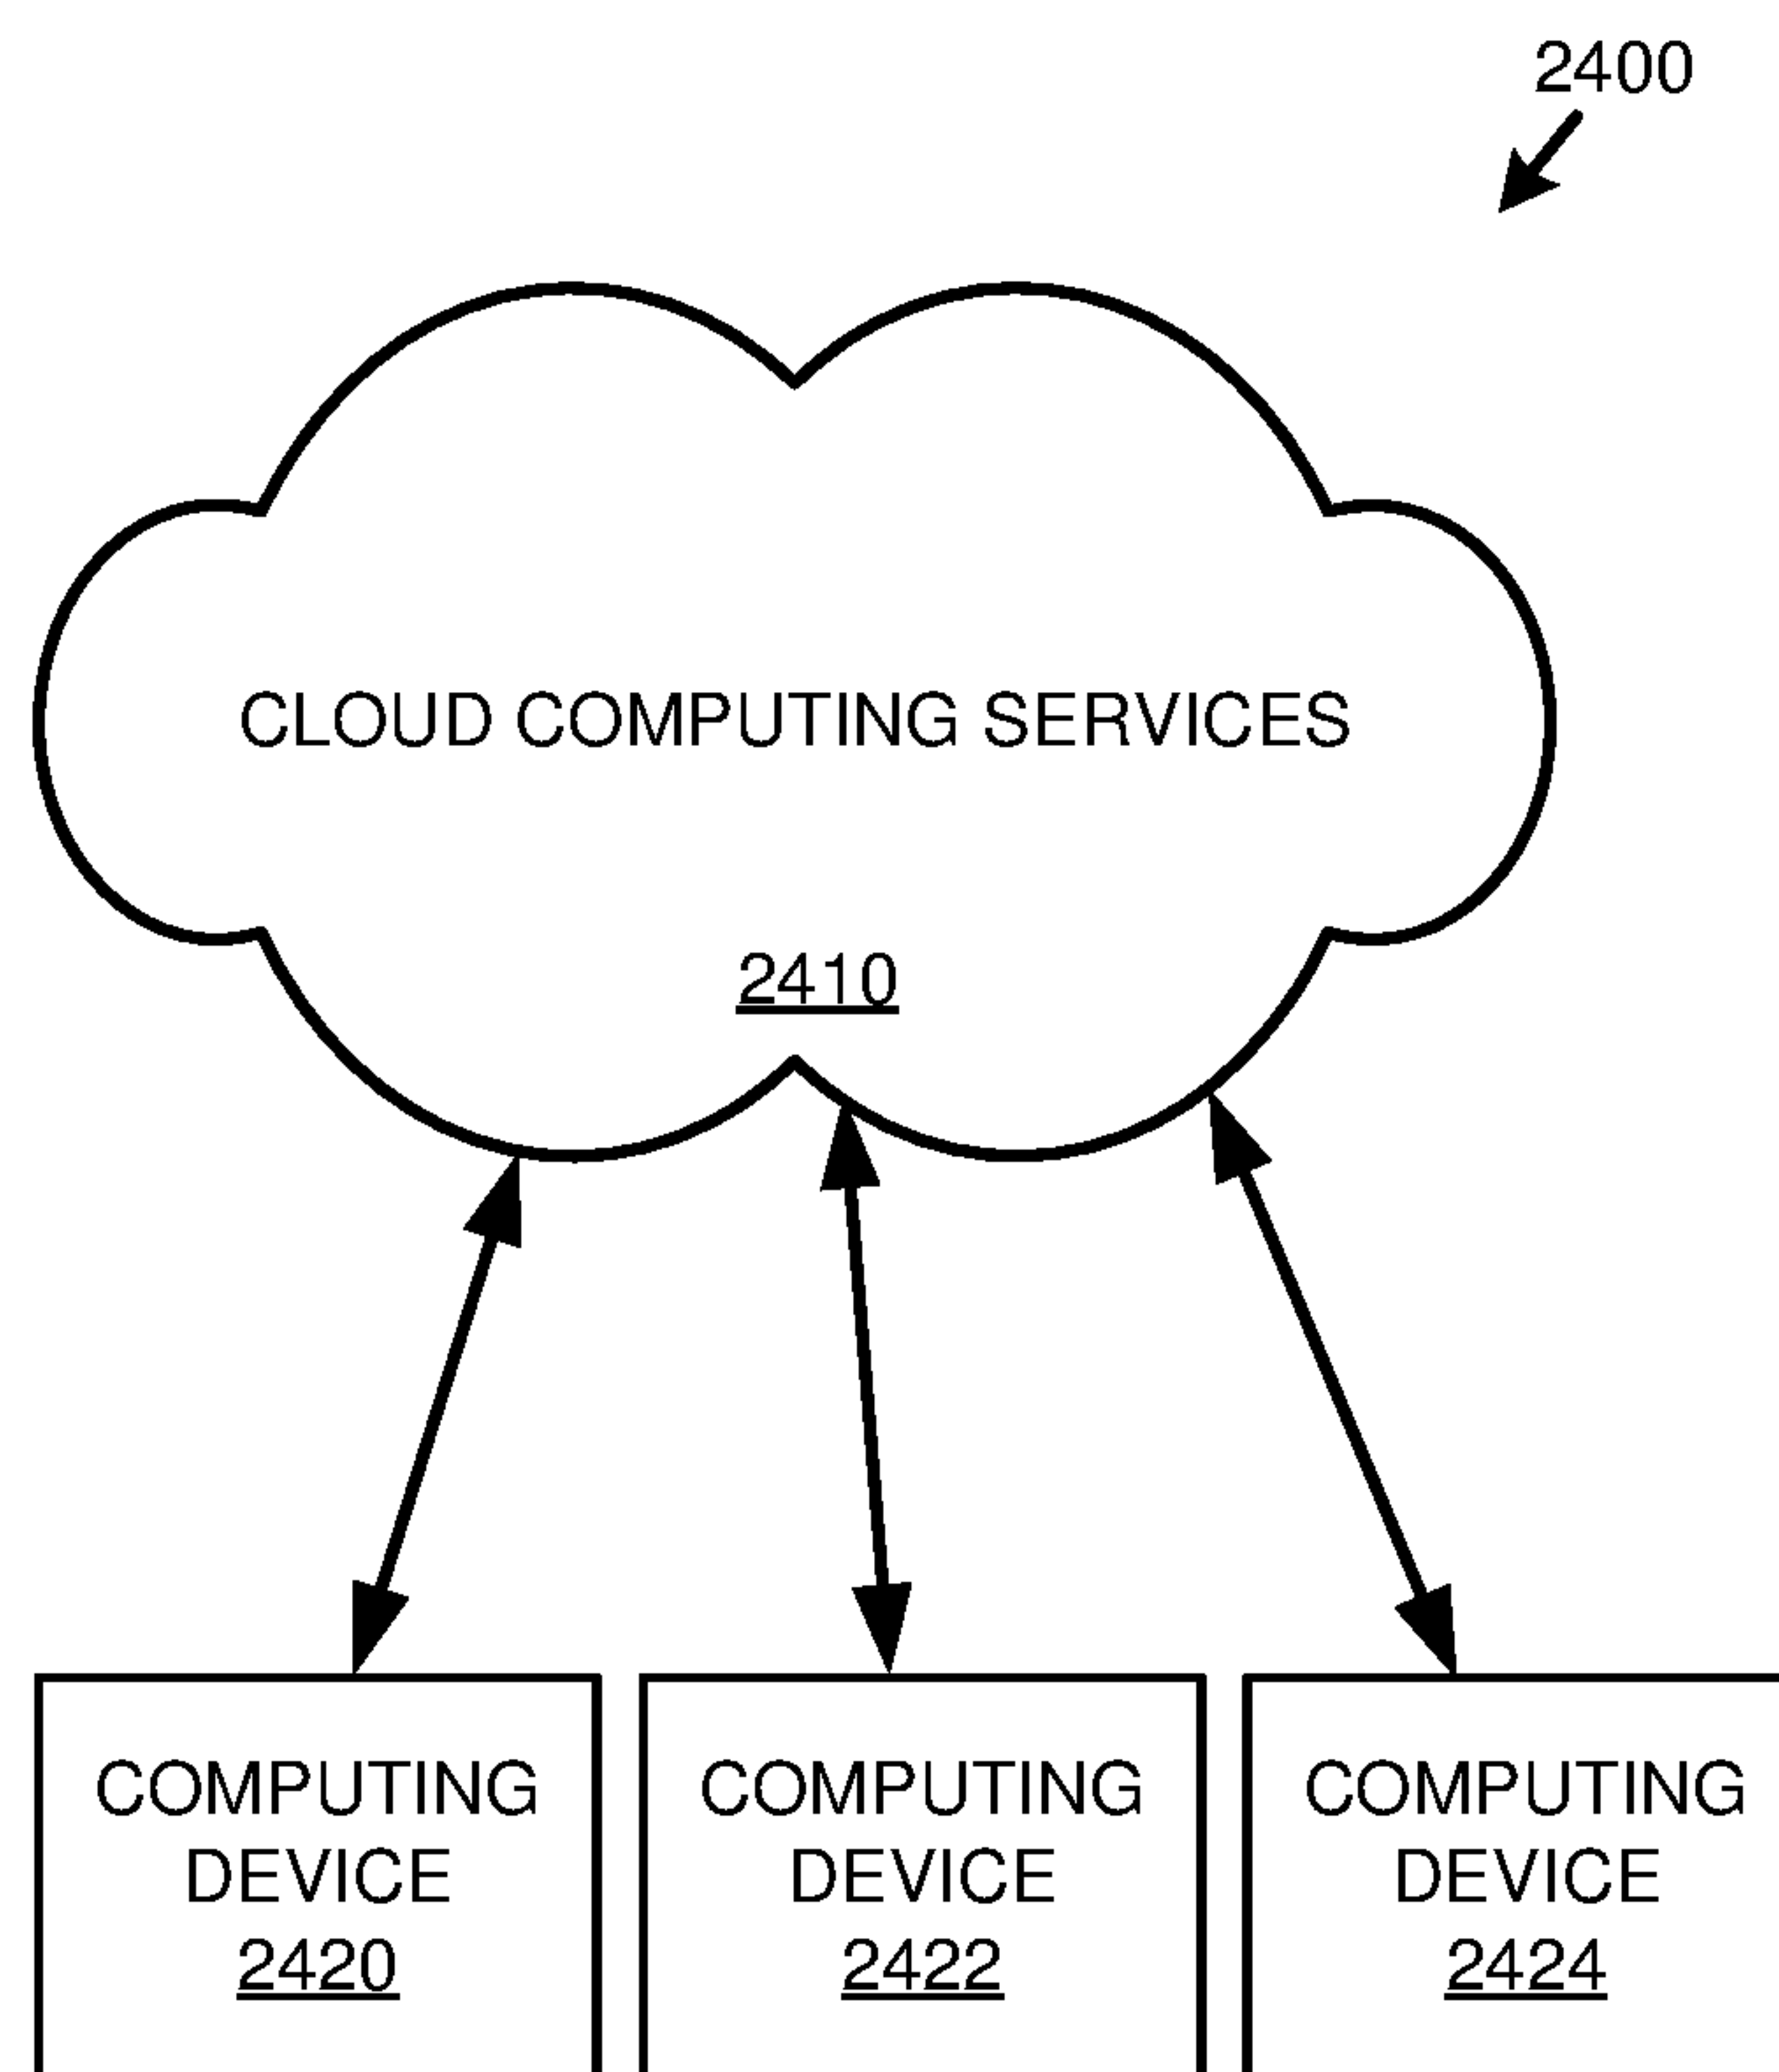 2400
CLOUD COMPUTING SERVICES
2410
COMPUTING
DEVICE
2420
COMPUTING
DEVICE
2422
COMPUTING
DEVICE
2424